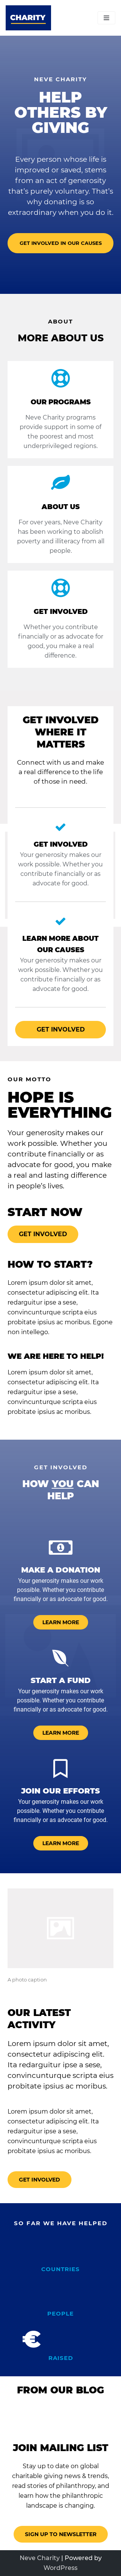 CHARITY
NEVE CHARITY
HELP
OTHERS BY
GIVING
Every person whose life is
improved or saved, stems
from an act of generosity
that's purely voluntary. That's
why donating is so
extraordinary when you do it.
GET INVOLVED IN OUR CAUSES
ABOUT
MORE ABOUT US
OUR PROGRAMS
Neve Charity programs
provide support in some of
the poorest and most
underprivileged regions.
ABOUT US
For over years, Neve Charity
has been working to abolish
poverty and illiteracy from all
people.
GET INVOLVED
Whether you contribute
financially or advocate for
good, you make a real
difference.
GET INVOLVED
WHERE IT
MATTERS
Connect with us and make
a real difference to the life
of those in need.
GET INVOLVED
Your generosity makes our
work possible. Whether you
contribute financially or as
advocate for good.
LEARN MORE ABOUT
OUR CAUSES
Your generosity makes our
work possible. Whether you
contribute financially or as
advocate for good.
GET INVOLVED
OUR MOTTO
HOPE IS
EVERYTHING
Your generosity makes our
work possible. Whether you
contribute financially or as
advocate for good, you make
a real and lasting difference
in people's lives.
START NOW
GET INVOLVED
HOW TO START?
Lorem ipsum dolor sit amet,
consectetur adipiscing elit. Ita
redarguitur ipse a sese,
convincunturque scripta eius
probitate ipsius ac moribus. Egone
non intellego.
WE ARE HERE TO HELP!
Lorem ipsum dolor sit amet,
consectetur adipiscing elit. Ita
redarguitur ipse a sese,
convincunturque scripta eius
probitate ipsius ac moribus.
GET INVOLVED
HOW YOU CAN
HELP
MAKE A DONATION
Your generosity makes our work
possible. Whether you contribute
financially or as advocate for good.
LEARN MORE
START A FUND
Your generosity makes our work
possible. Whether you contribute
financially or as advocate for good.
LEARN MORE
JOIN OUR EFFORTS
Your generosity makes our work
possible. Whether you contribute
financially or as advocate for good.
LEARN MORE
A photo caption
OUR LATEST
ACTIVITY
Lorem ipsum dolor sit amet,
consectetur adipiscing elit. Ita
redarguitur ipse a sese,
convincunturque scripta eius
probitate ipsius ac moribus.
Lorem ipsum dolor sit amet,
consectetur adipiscing elit. Ita
redarguitur ipse a sese,
convincunturque scripta eius
probitate ipsius ac moribus.
GET INVOLVED
SO FAR WE HAVE HELPED
COUNTRIES
PEOPLE
€
RAISED
FROM OUR BLOG
JOIN MAILING LIST
Stay up to date on global
charitable giving news & trends,
read stories of philanthropy, and
learn how the philanthropic
landscape is changing.
SIGN UP TO NEWSLETTER
Neve Charity | Powered by
WordPress